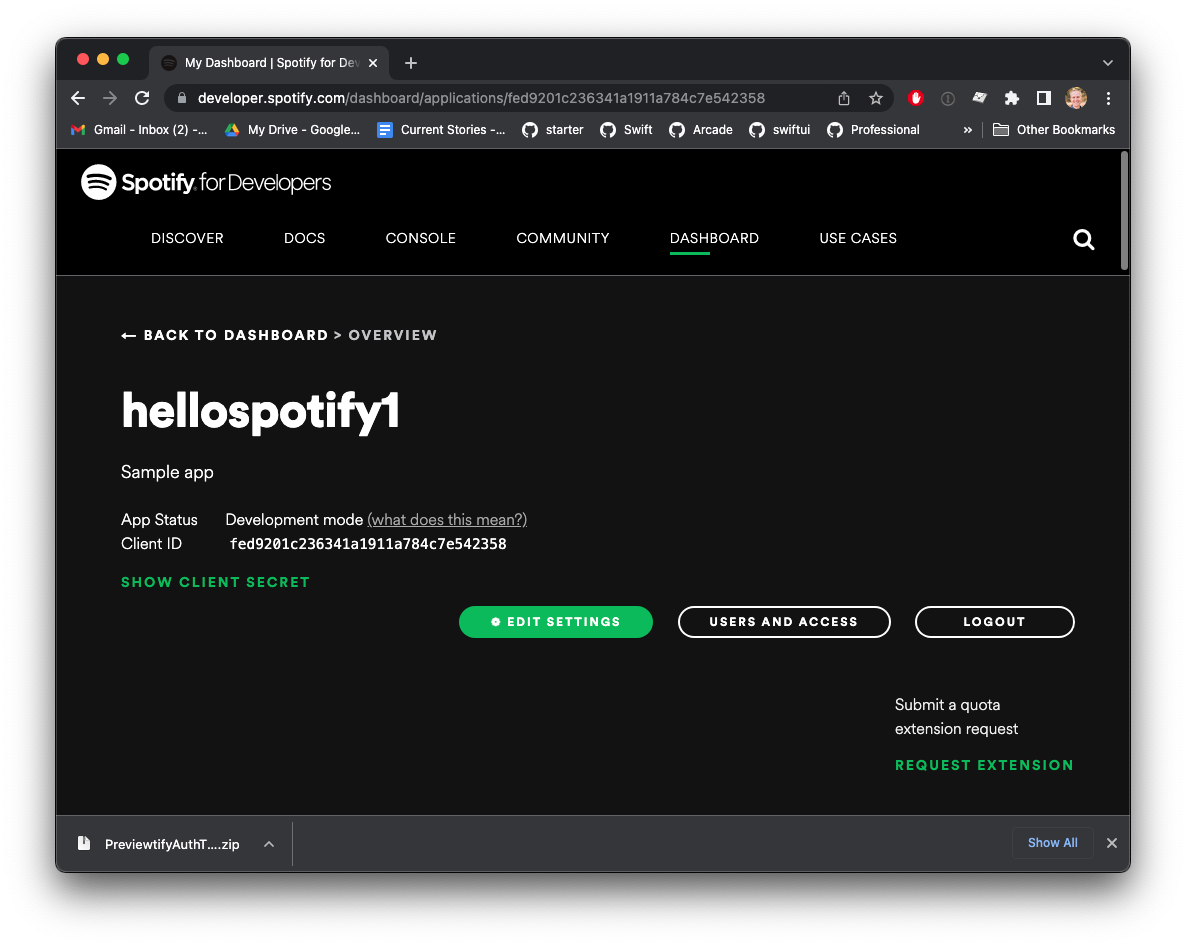 My Dashboard | Spotify for Dev
developer.spotify.com/dashboard/applications/fed9201c236341a1911a784c7e542358
Gmail - Inbox (2) -... My Drive - Google... Current Stories -... starter Swift Arcade swiftui Professional » Other Bookmarks
Spotify for Developers
DISCOVER DOCS CONSOLE COMMUNITY DASHBOARD USE CASES
← BACK TO DASHBOARD > OVERVIEW
hellospotify1
Sample app
App Status Development mode (what does this mean?)
Client ID fed9201c236341a1911a784c7e542358
SHOW CLIENT SECRET
EDIT SETTINGS USERS AND ACCESS LOGOUT
Submit a quota
extension request
REQUEST EXTENSION
PreviewtifyAuthT....zip Show All